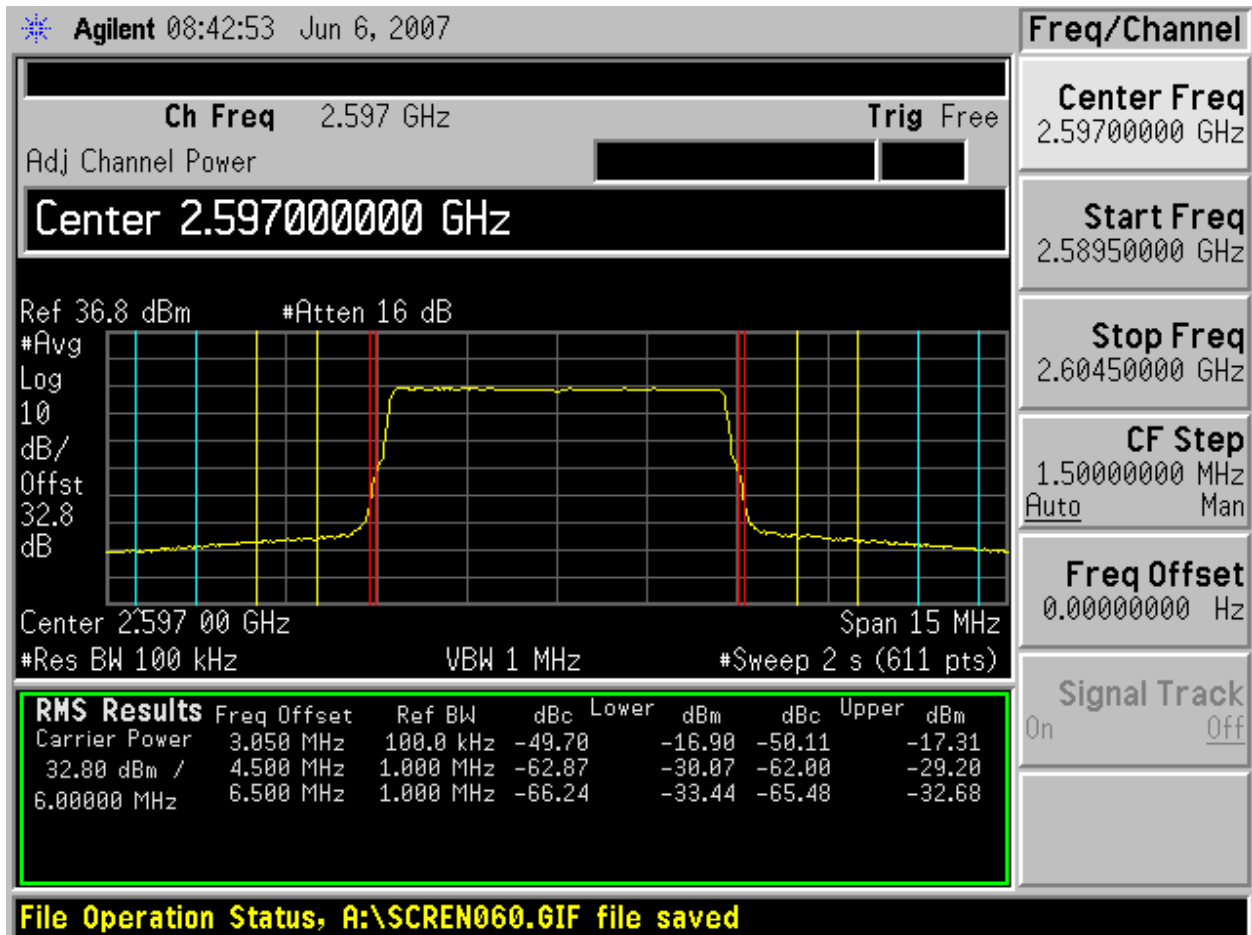 Agilent 08:42:53 Jun 6, 2007
Freq/Channel
Ch Freq 2.597 GHz Trig Free
Adj Channel Power
Center 2.597000000 GHz
Ref 36.8 dBm #Atten 16 dB
#Avg
Log
10
dB/
Offst
32.8
dB
Center 2.597 00 GHz Span 15 MHz
#Res BW 100 kHz VBW 1 MHz #Sweep 2 s (611 pts)
RMS Results Freq Offset Ref BW dBc Lower dBm dBc Upper dBm
Carrier Power 3.050 MHz 100.0 kHz -49.70 -16.90 -50.11 -17.31
32.80 dBm / 4.500 MHz 1.000 MHz -62.87 -30.07 -62.00 -29.20
6.00000 MHz 6.500 MHz 1.000 MHz -66.24 -33.44 -65.48 -32.68
File Operation Status, A:\SCREN060.GIF file saved
Center Freq
2.59700000 GHz
Start Freq
2.58950000 GHz
Stop Freq
2.60450000 GHz
CF Step
1.50000000 MHz
Auto Man
Freq Offset
0.00000000 Hz
Signal Track
On Off